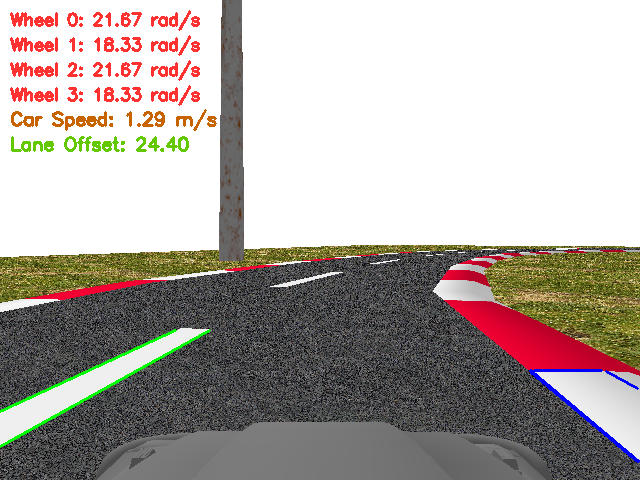 Wheel 0: 21.67 rad/s
Wheel 1: 18.33 rad/s
Wheel 2: 21.67 rad/s
Wheel 3: 18.33 rad/s
Car Speed: 1.29 m/s
Lane Offset: 24.40